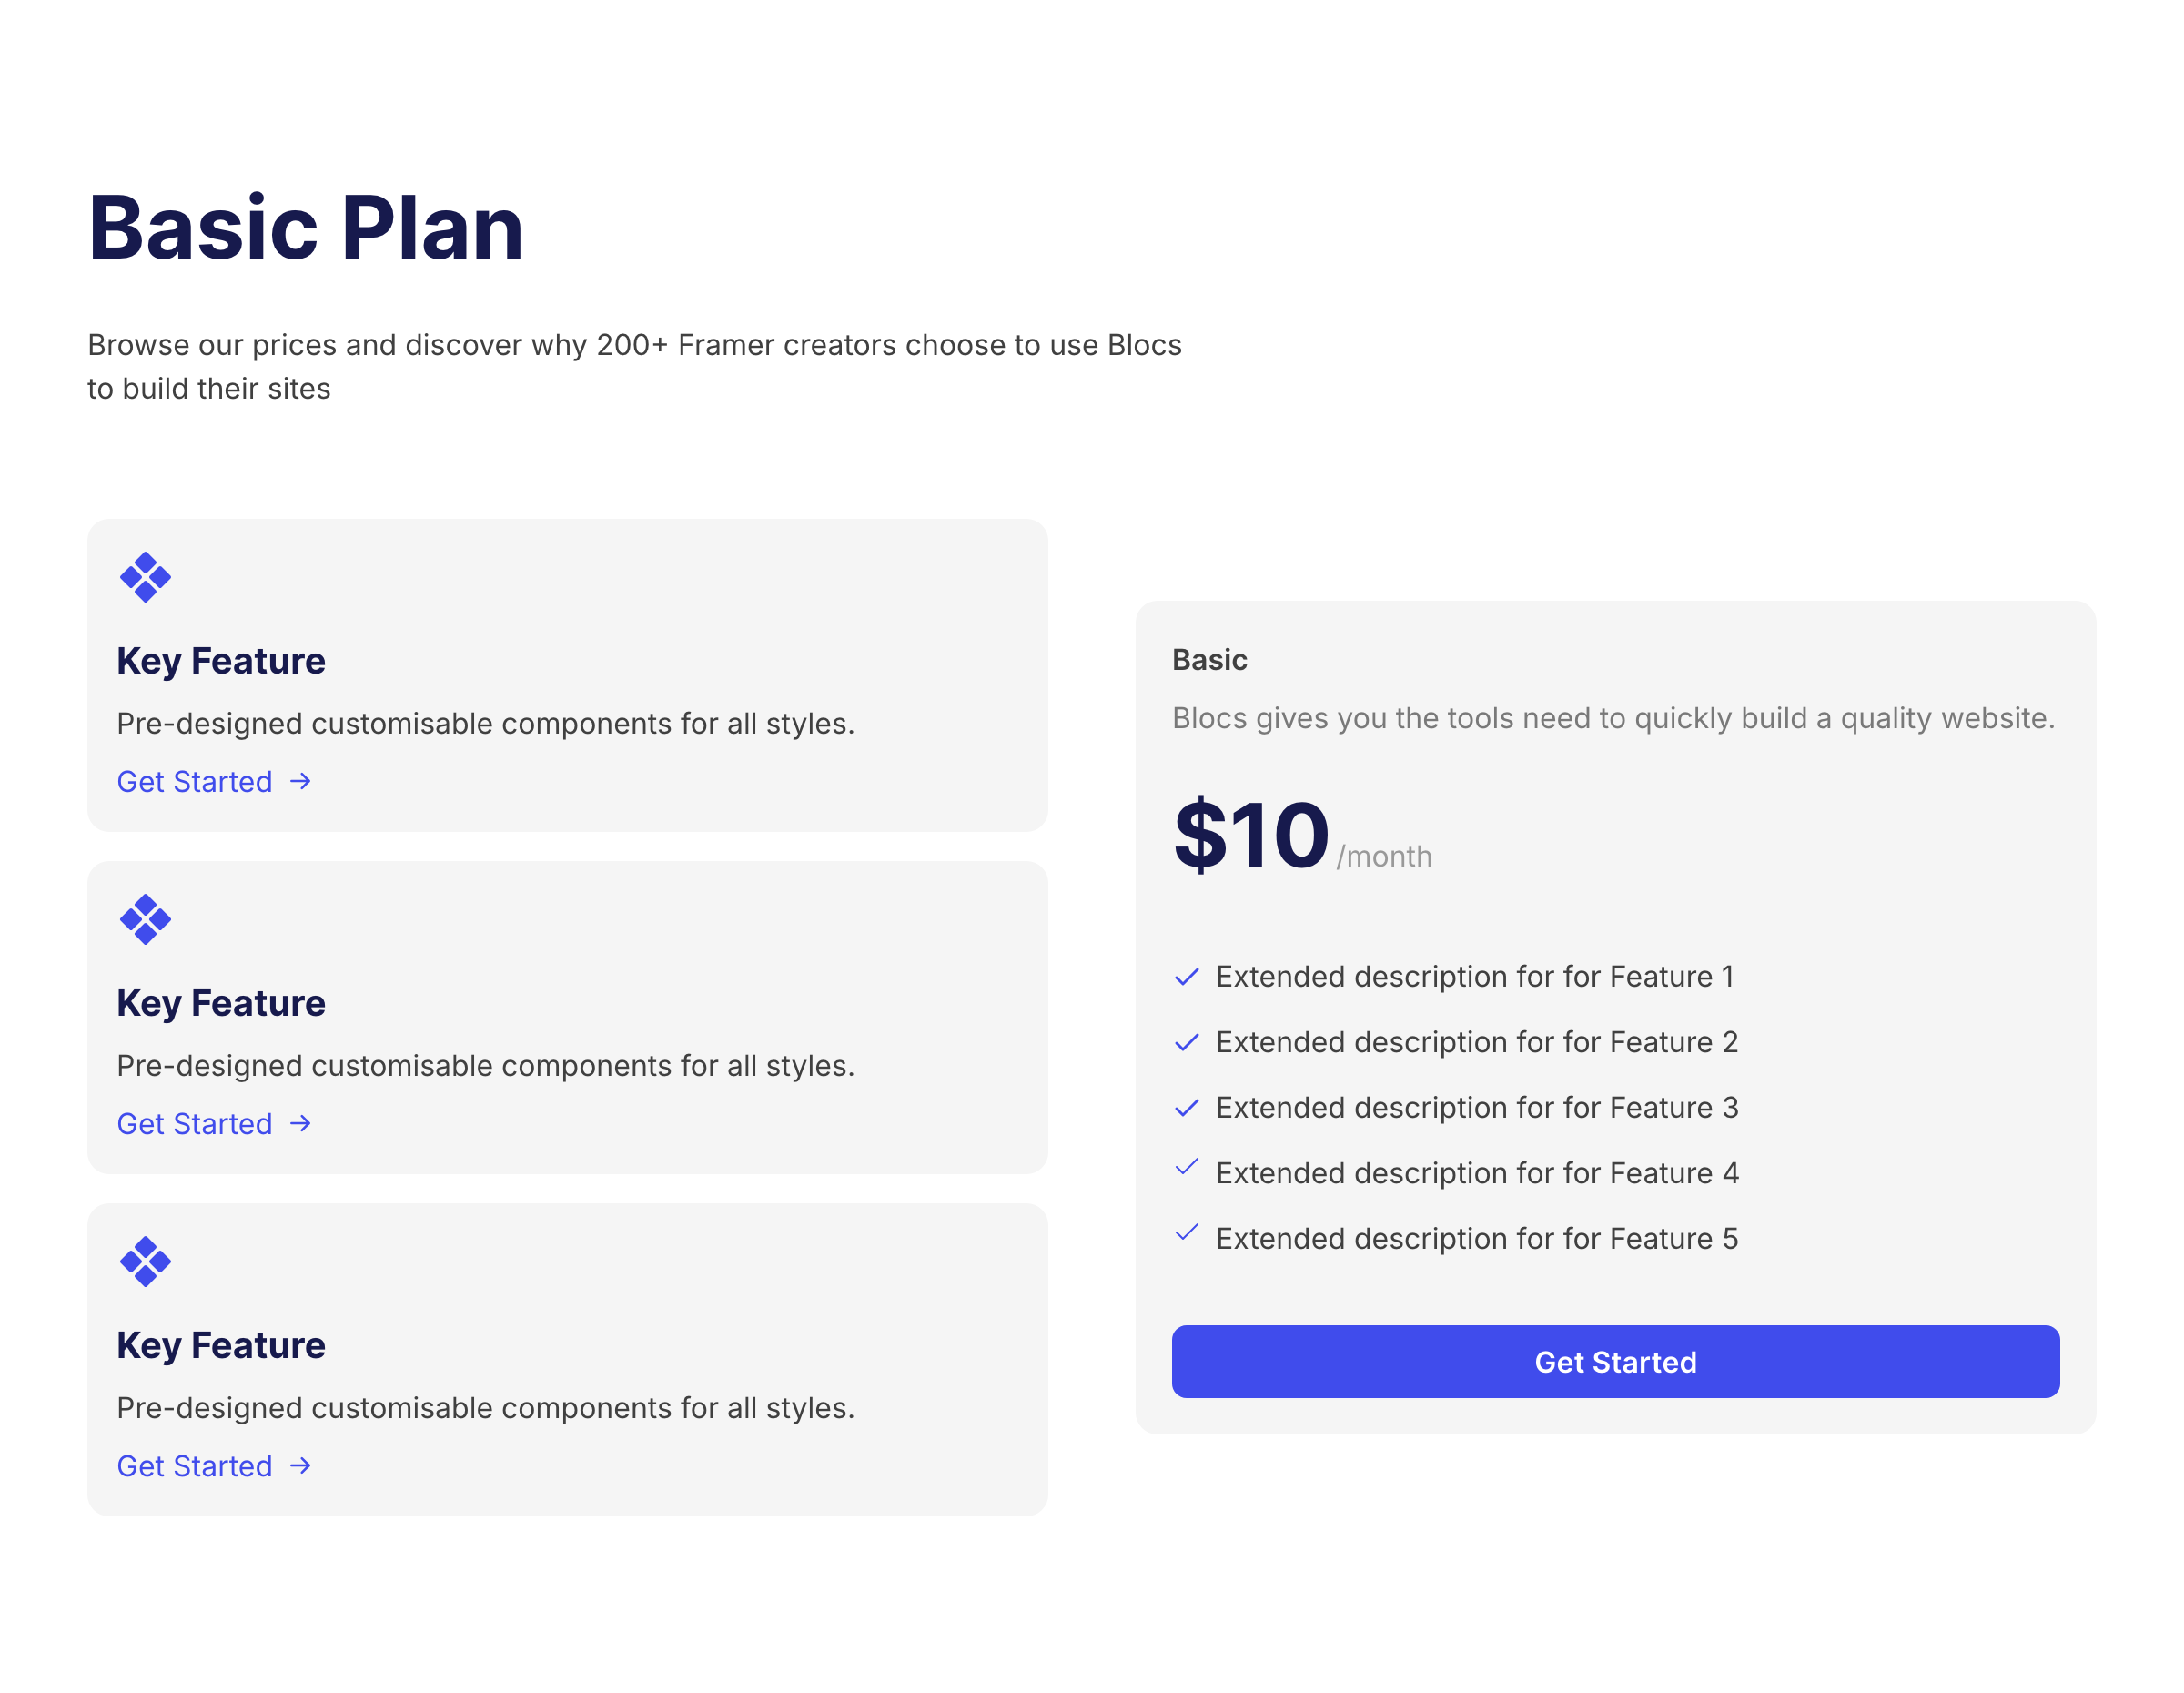 Basic Plan
Browse our prices and discover why 200+ Framer creators choose to use Blocs
to build their sites
Key Feature
Pre-designed customisable components for all styles.
Get Started →
Key Feature
Pre-designed customisable components for all styles.
Get Started →
Key Feature
Pre-designed customisable components for all styles.
Get Started →
Basic
Blocs gives you the tools need to quickly build a quality website.
$10 /month
Extended description for for Feature 1
Extended description for for Feature 2
Extended description for for Feature 3
Extended description for for Feature 4
Extended description for for Feature 5
Get Started